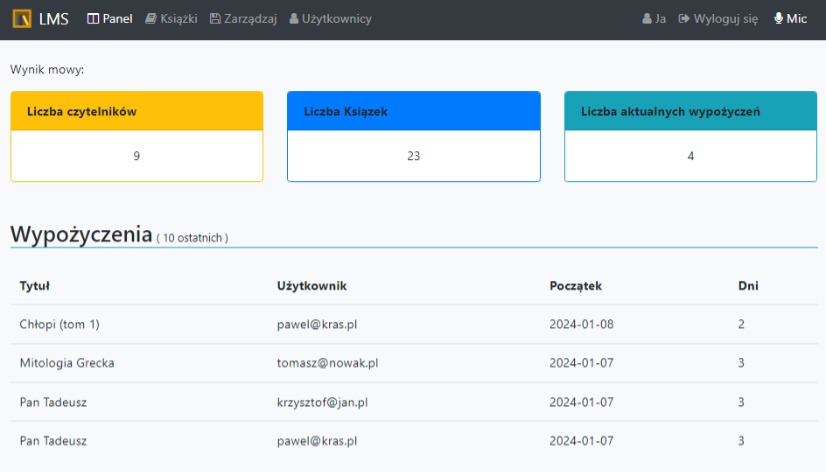 LMS Panel Książki Zarządzaj Użytkownicy Ja Wyloguj się Mic
Wynik mowy:
Liczba czytelników Liczba Ksiązek Liczba aktualnych wypożyczeń
9 23 4
Wypożyczenia ( 10 ostatnich )
Tytuł Użytkownik Początek Dni
Chłopi (tom 1) pawel@kras.pl 2024-01-08 2
Mitologia Grecka tomasz@nowak.pl 2024-01-07 3
Pan Tadeusz krzysztof@jan.pl 2024-01-07 3
Pan Tadeusz pawel@kras.pl 2024-01-07 3